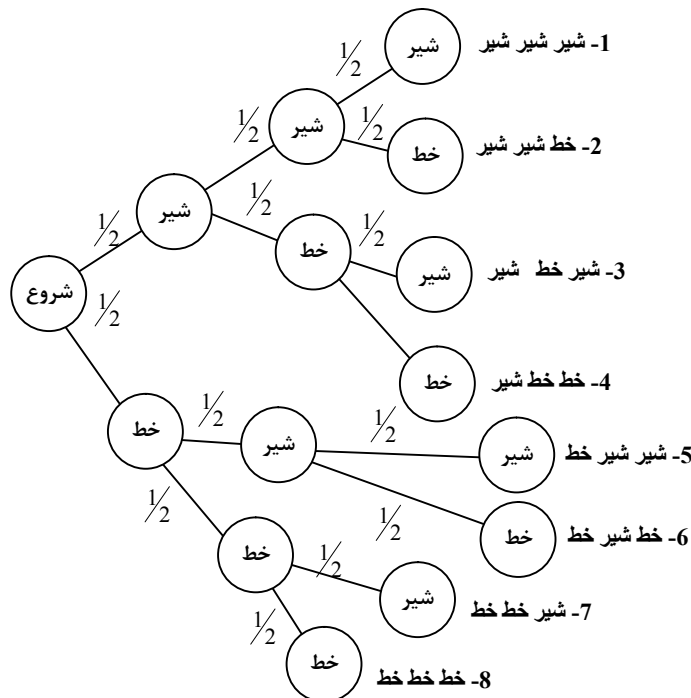 1- شیر شیر شیر
شیر
1/2
1/2
شیر
1/2
2- خط شیر شیر
خط
1/2
شیر
1/2
خط
1/2
3- شیر خط شیر
شیر
شروع
1/2
4- خط خط شیر
خط
خط
1/2
شیر
1/2
5- شیر شیر خط
شیر
1/2
1/2
6- خط شیر خط
خط
خط
1/2
7- شیر خط خط
شیر
1/2
8- خط خط خط
خط